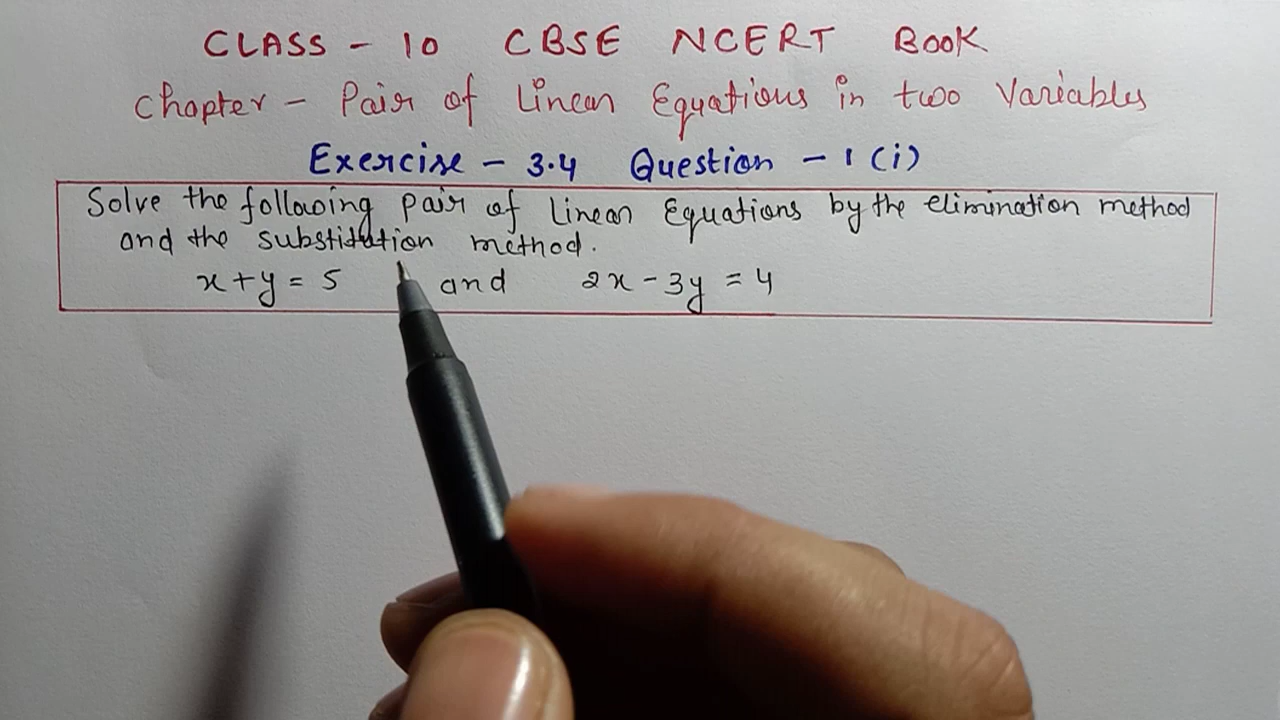 CLASS - 10 CBSE NCERT BOOK
Chapter - Pair of Linear Equations in two Variables
Exercise - 3.4 Question - 1 (i)
Solve the following pair of Linear Equations by the elimination method
and the substitution method.
x + y = 5 and 2x - 3y = 4